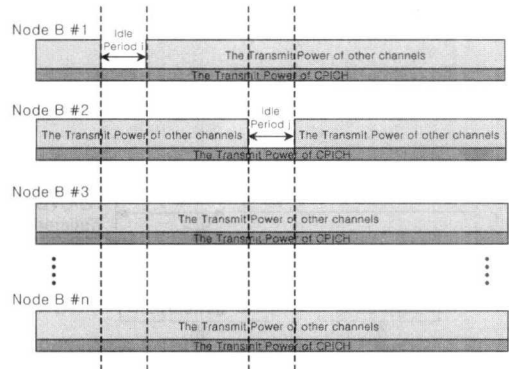 Node B #1
Idle
Period i
The Transmit Power of other channels
The Transmit Power of CPICH
Node B #2
Idle
Period j
The Transmit Power of other channels
The Transmit Power of other channels
The Transmit Power of CPICH
Node B #3
The Transmit Power of other channels
The Transmit Power of CPICH
Node B #n
The Transmit Power of other channels
The Transmit Power of CPICH